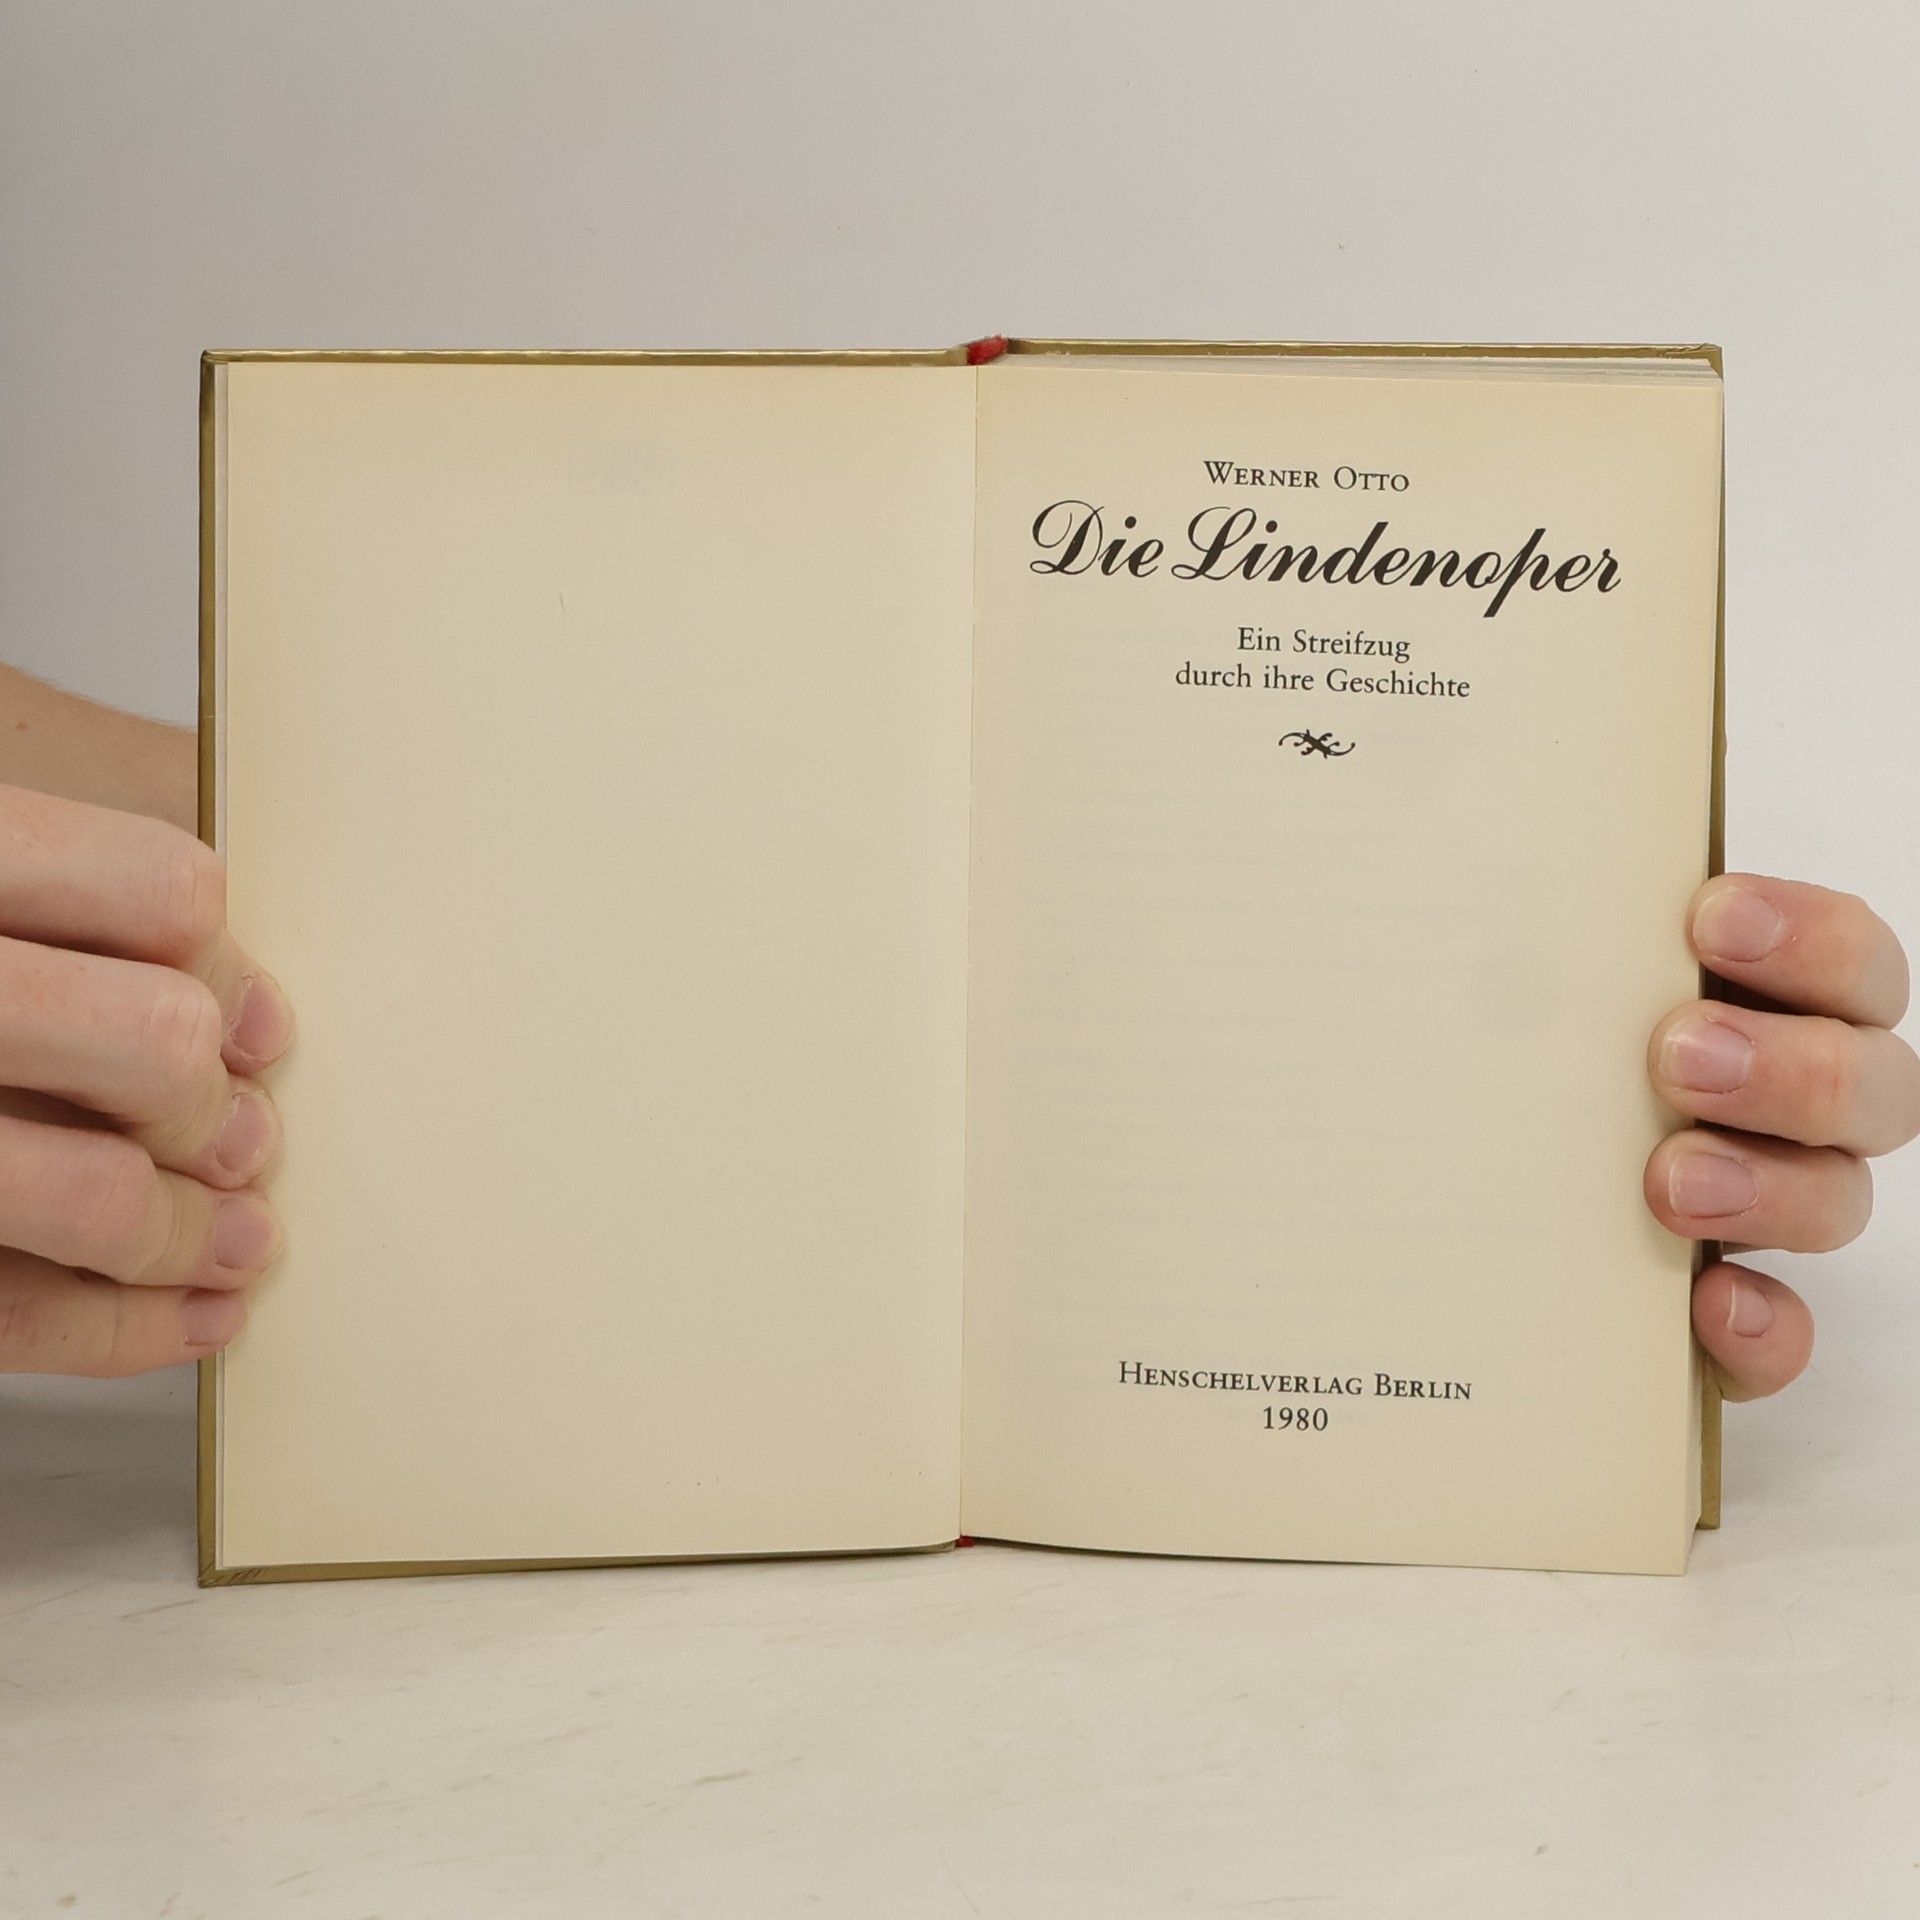 Werner Otto
Die Lindenoper
Ein Streifzug
durch ihre Geschichte
Henschelverlag Berlin
1980